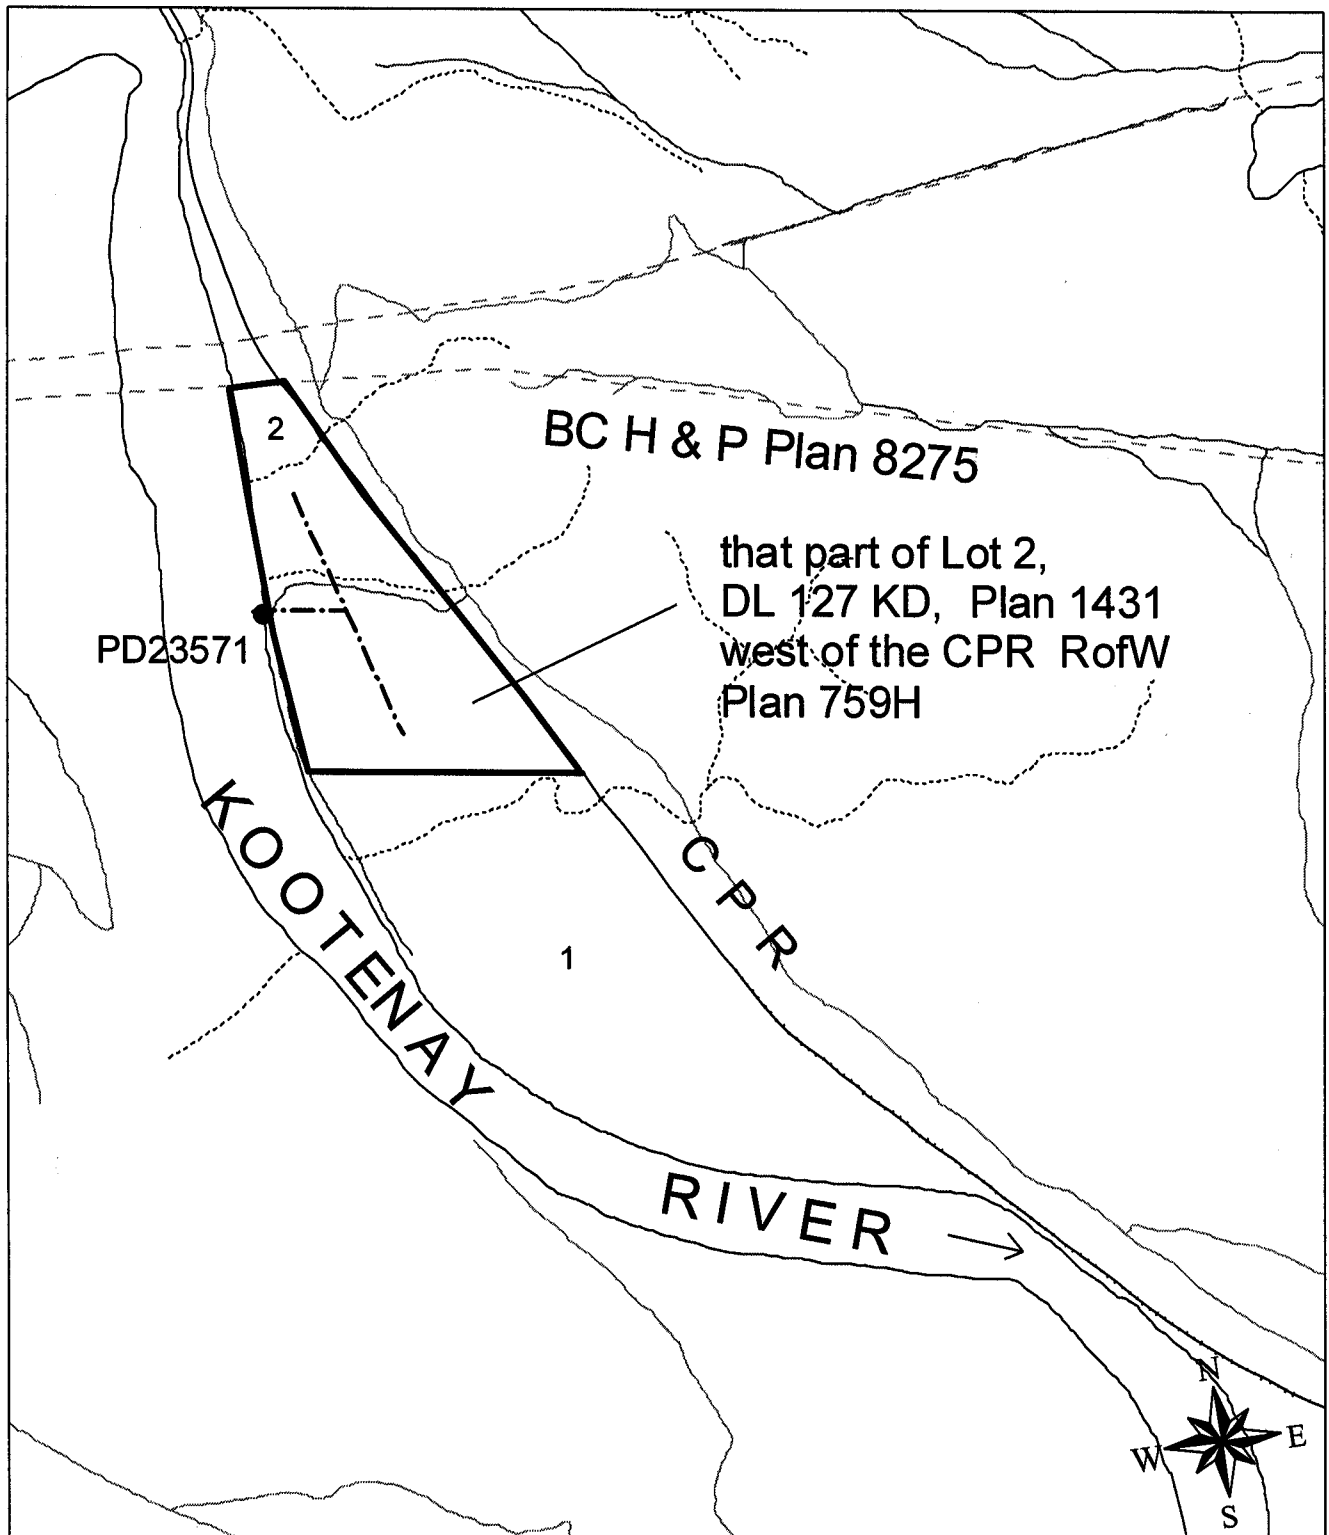 2
BC H & P Plan 8275
that part of Lot 2,
DL 127 KD, Plan 1431
west of the CPR RofW
Plan 759H
PD23571
KOOTENAY
CPR
1
RIVER
N
W E
S